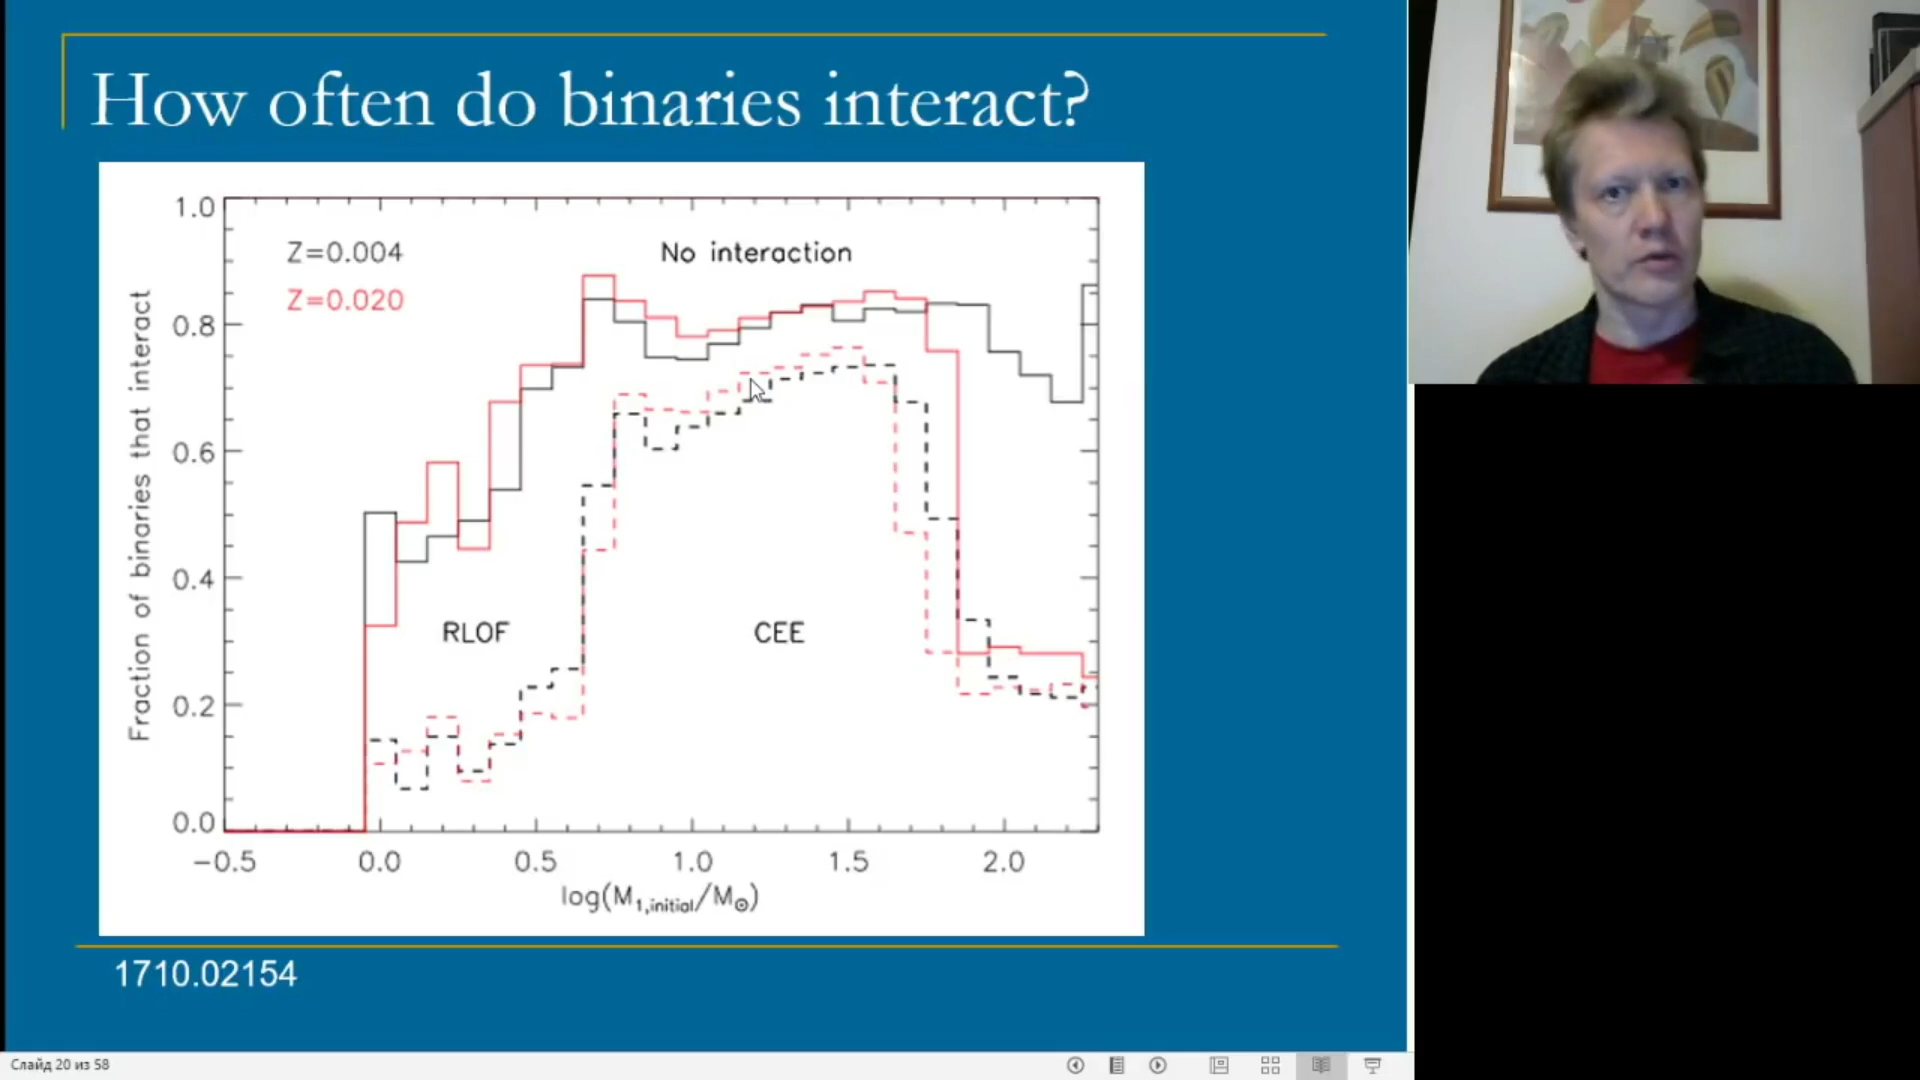 How often do binaries interact?
1.0
0.8
0.6
0.4
0.2
0.0
Fraction of binaries that interact
Z=0.004
Z=0.020
No interaction
RLOF
CEE
−0.5 0.0 0.5 1.0 1.5 2.0
log(M1,initial/M⊙)
1710.02154
Слайд 20 из 58